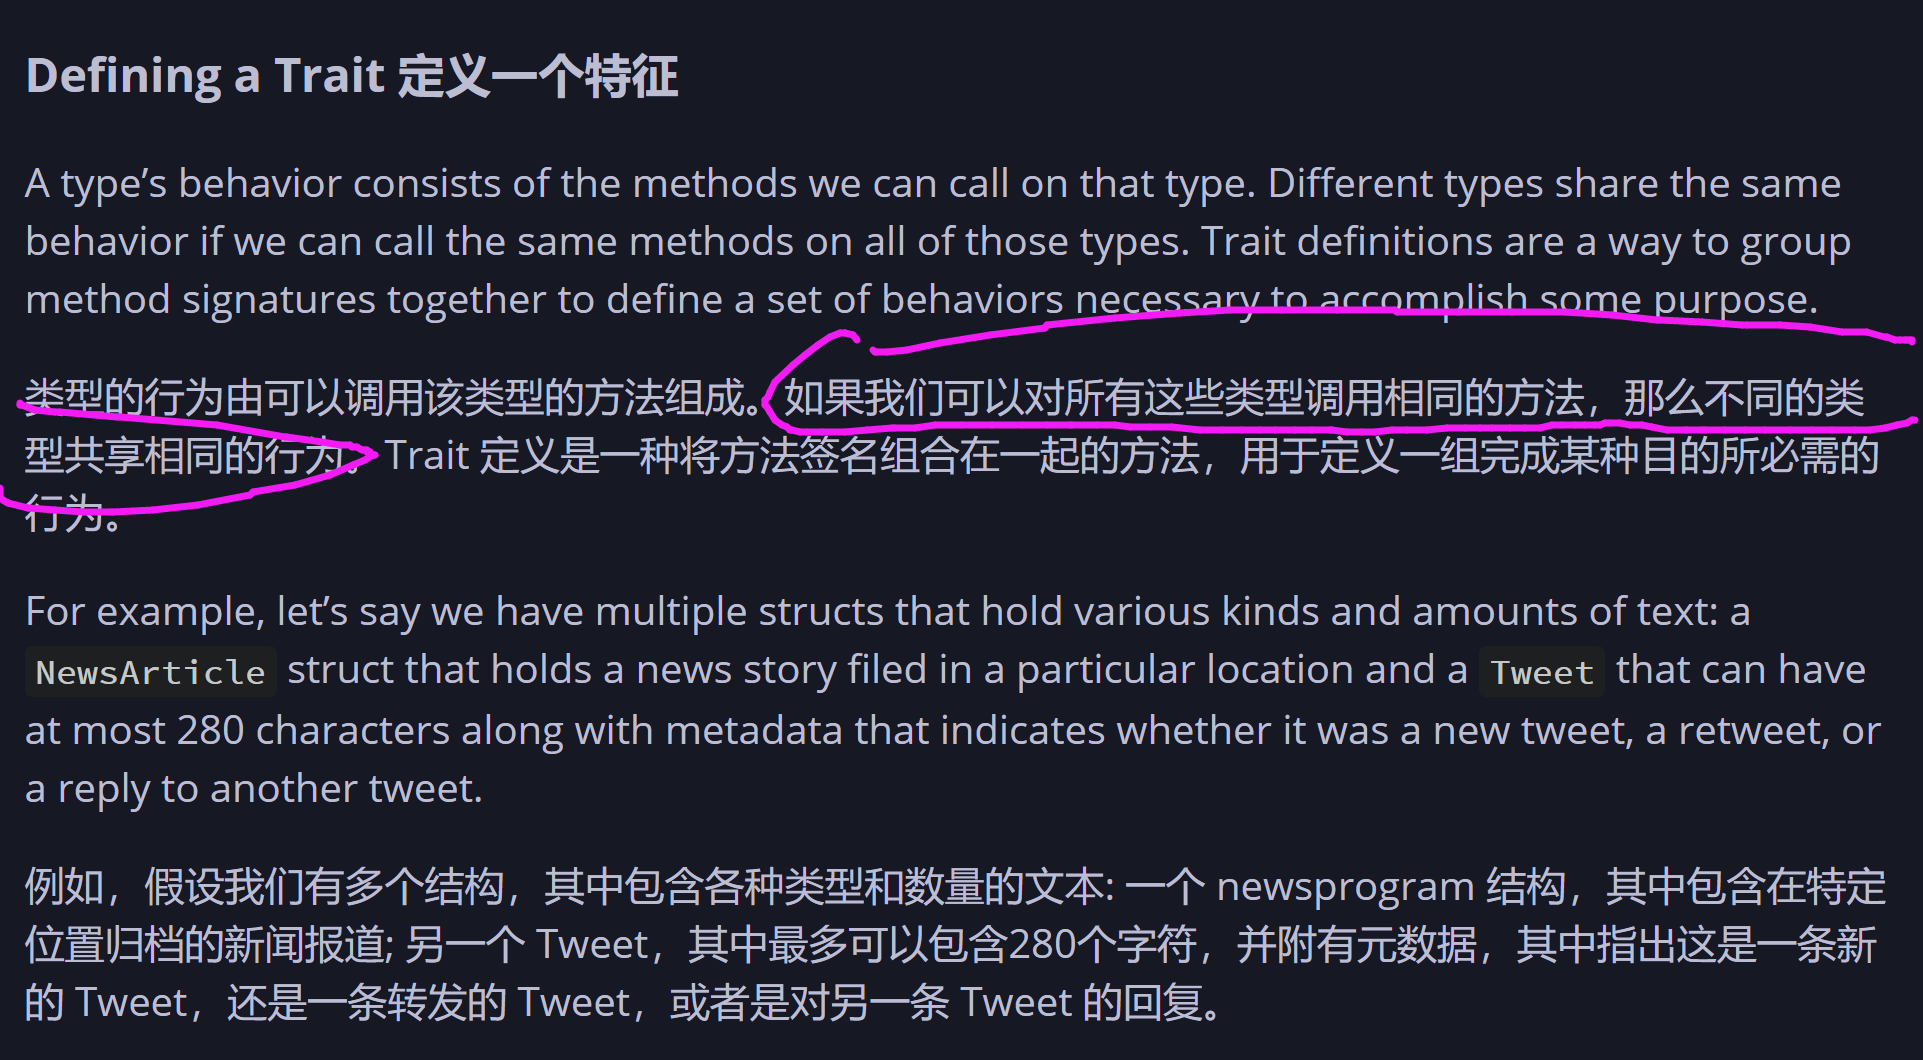 Defining a Trait 定义一个特征
A type’s behavior consists of the methods we can call on that type. Different types share the same
behavior if we can call the same methods on all of those types. Trait definitions are a way to group
method signatures together to define a set of behaviors necessary to accomplish some purpose.
类型的行为由可以调用该类型的方法组成。如果我们可以对所有这些类型调用相同的方法，那么不同的类
型共享相同的行为。Trait 定义是一种将方法签名组合在一起的方法，用于定义一组完成某种目的所必需的
行为。
For example, let’s say we have multiple structs that hold various kinds and amounts of text: a
NewsArticle struct that holds a news story filed in a particular location and a Tweet that can have
at most 280 characters along with metadata that indicates whether it was a new tweet, a retweet, or
a reply to another tweet.
例如，假设我们有多个结构，其中包含各种类型和数量的文本: 一个 newsprogram 结构，其中包含在特定
位置归档的新闻报道; 另一个 Tweet，其中最多可以包含280个字符，并附有元数据，其中指出这是一条新
的 Tweet，还是一条转发的 Tweet，或者是对另一条 Tweet 的回复。